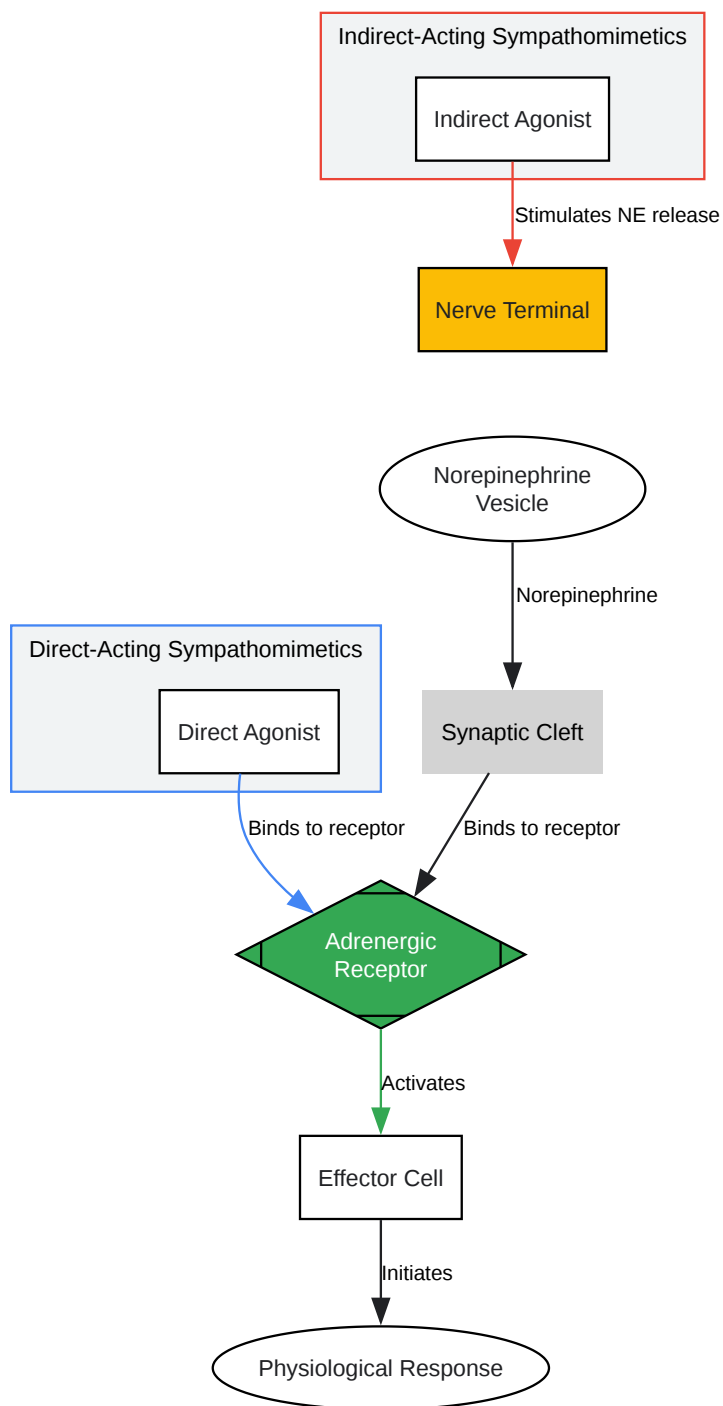 Indirect-Acting Sympathomimetics
Indirect Agonist
Stimulates NE release
Nerve Terminal
Norepinephrine
Vesicle
Norepinephrine
Direct-Acting Sympathomimetics
Direct Agonist
Synaptic Cleft
Binds to receptor
Binds to receptor
Adrenergic
Receptor
Activates
Effector Cell
Initiates
Physiological Response